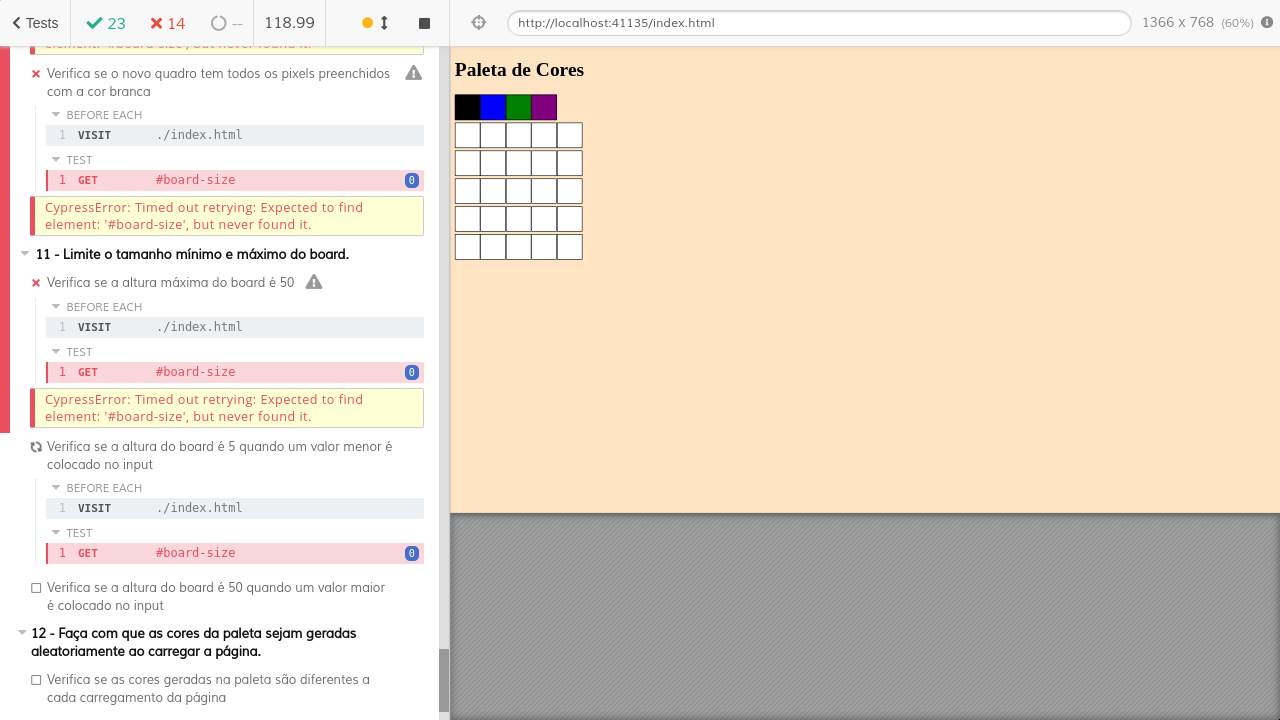 Tests 23 14 -- 118.99
http://localhost:41135/index.html 1366 x 768 (60%)
element: '#board-size', but never found it.
Verifica se o novo quadro tem todos os pixels preenchidos
com a cor branca
BEFORE EACH
1 VISIT ./index.html
TEST
1 GET #board-size 0
CypressError: Timed out retrying: Expected to find
element: '#board-size', but never found it.
11 - Limite o tamanho mínimo e máximo do board.
Verifica se a altura máxima do board é 50
BEFORE EACH
1 VISIT ./index.html
TEST
1 GET #board-size 0
CypressError: Timed out retrying: Expected to find
element: '#board-size', but never found it.
Verifica se a altura do board é 5 quando um valor menor é
colocado no input
BEFORE EACH
1 VISIT ./index.html
TEST
1 GET #board-size 0
Verifica se a altura do board é 50 quando um valor maior
é colocado no input
12 - Faça com que as cores da paleta sejam geradas
aleatoriamente ao carregar a página.
Verifica se as cores geradas na paleta são diferentes a
cada carregamento da página
Paleta de Cores